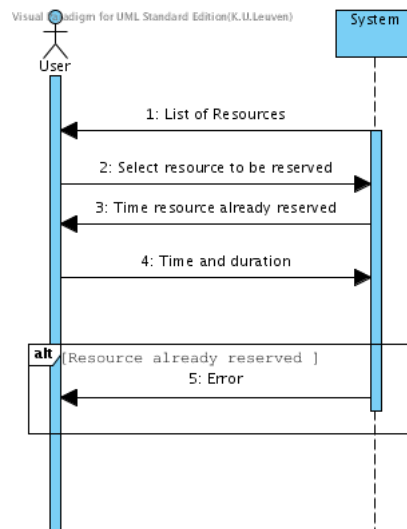 Visual Paradigm for UML Standard Edition(K.U.Leuven)
System
User
1: List of Resources
2: Select resource to be reserved
3: Time resource already reserved
4: Time and duration
alt
[Resource already reserved ]
5: Error